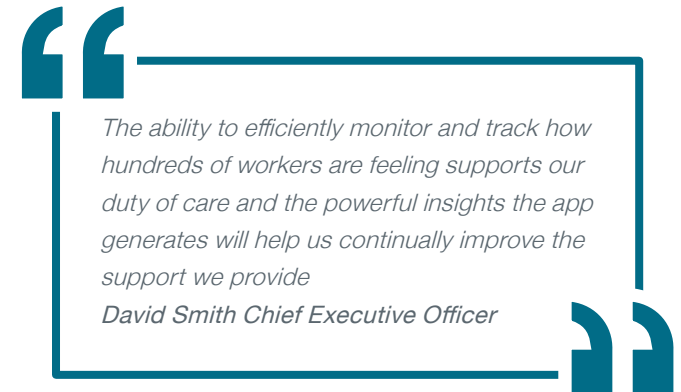 The ability to efficiently monitor and track how
hundreds of workers are feeling supports our
duty of care and the powerful insights the app
generates will help us continually improve the
support we provide
David Smith Chief Executive Officer